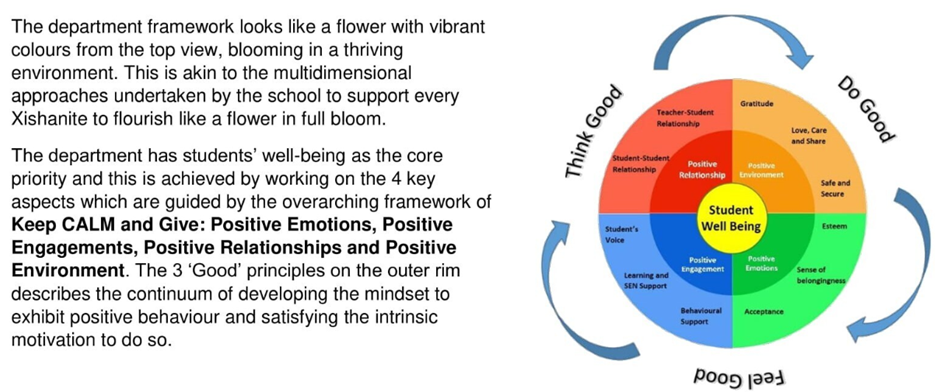 The department framework looks like a flower with vibrant
colours from the top view, blooming in a thriving
environment. This is akin to the multidimensional
approaches undertaken by the school to support every
Xishanite to flourish like a flower in full bloom.
The department has students’ well-being as the core
priority and this is achieved by working on the 4 key
aspects which are guided by the overarching framework of
Keep CALM and Give: Positive Emotions, Positive
Engagements, Positive Relationships and Positive
Environment. The 3 ‘Good’ principles on the outer rim
describes the continuum of developing the mindset to
exhibit positive behaviour and satisfying the intrinsic
motivation to do so.
Think Good
Do Good
Feel Good
Teacher-Student
Relationship
Student-Student
Relationship
Positive
Relationship
Gratitude
Love, Care
and Share
Safe and
Secure
Positive
Environment
Student
Well Being
Student's
Voice
Learning and
SEN Support
Behavioural
Support
Positive
Engagement
Positive
Emotions
Esteem
Sense of
belongingness
Acceptance